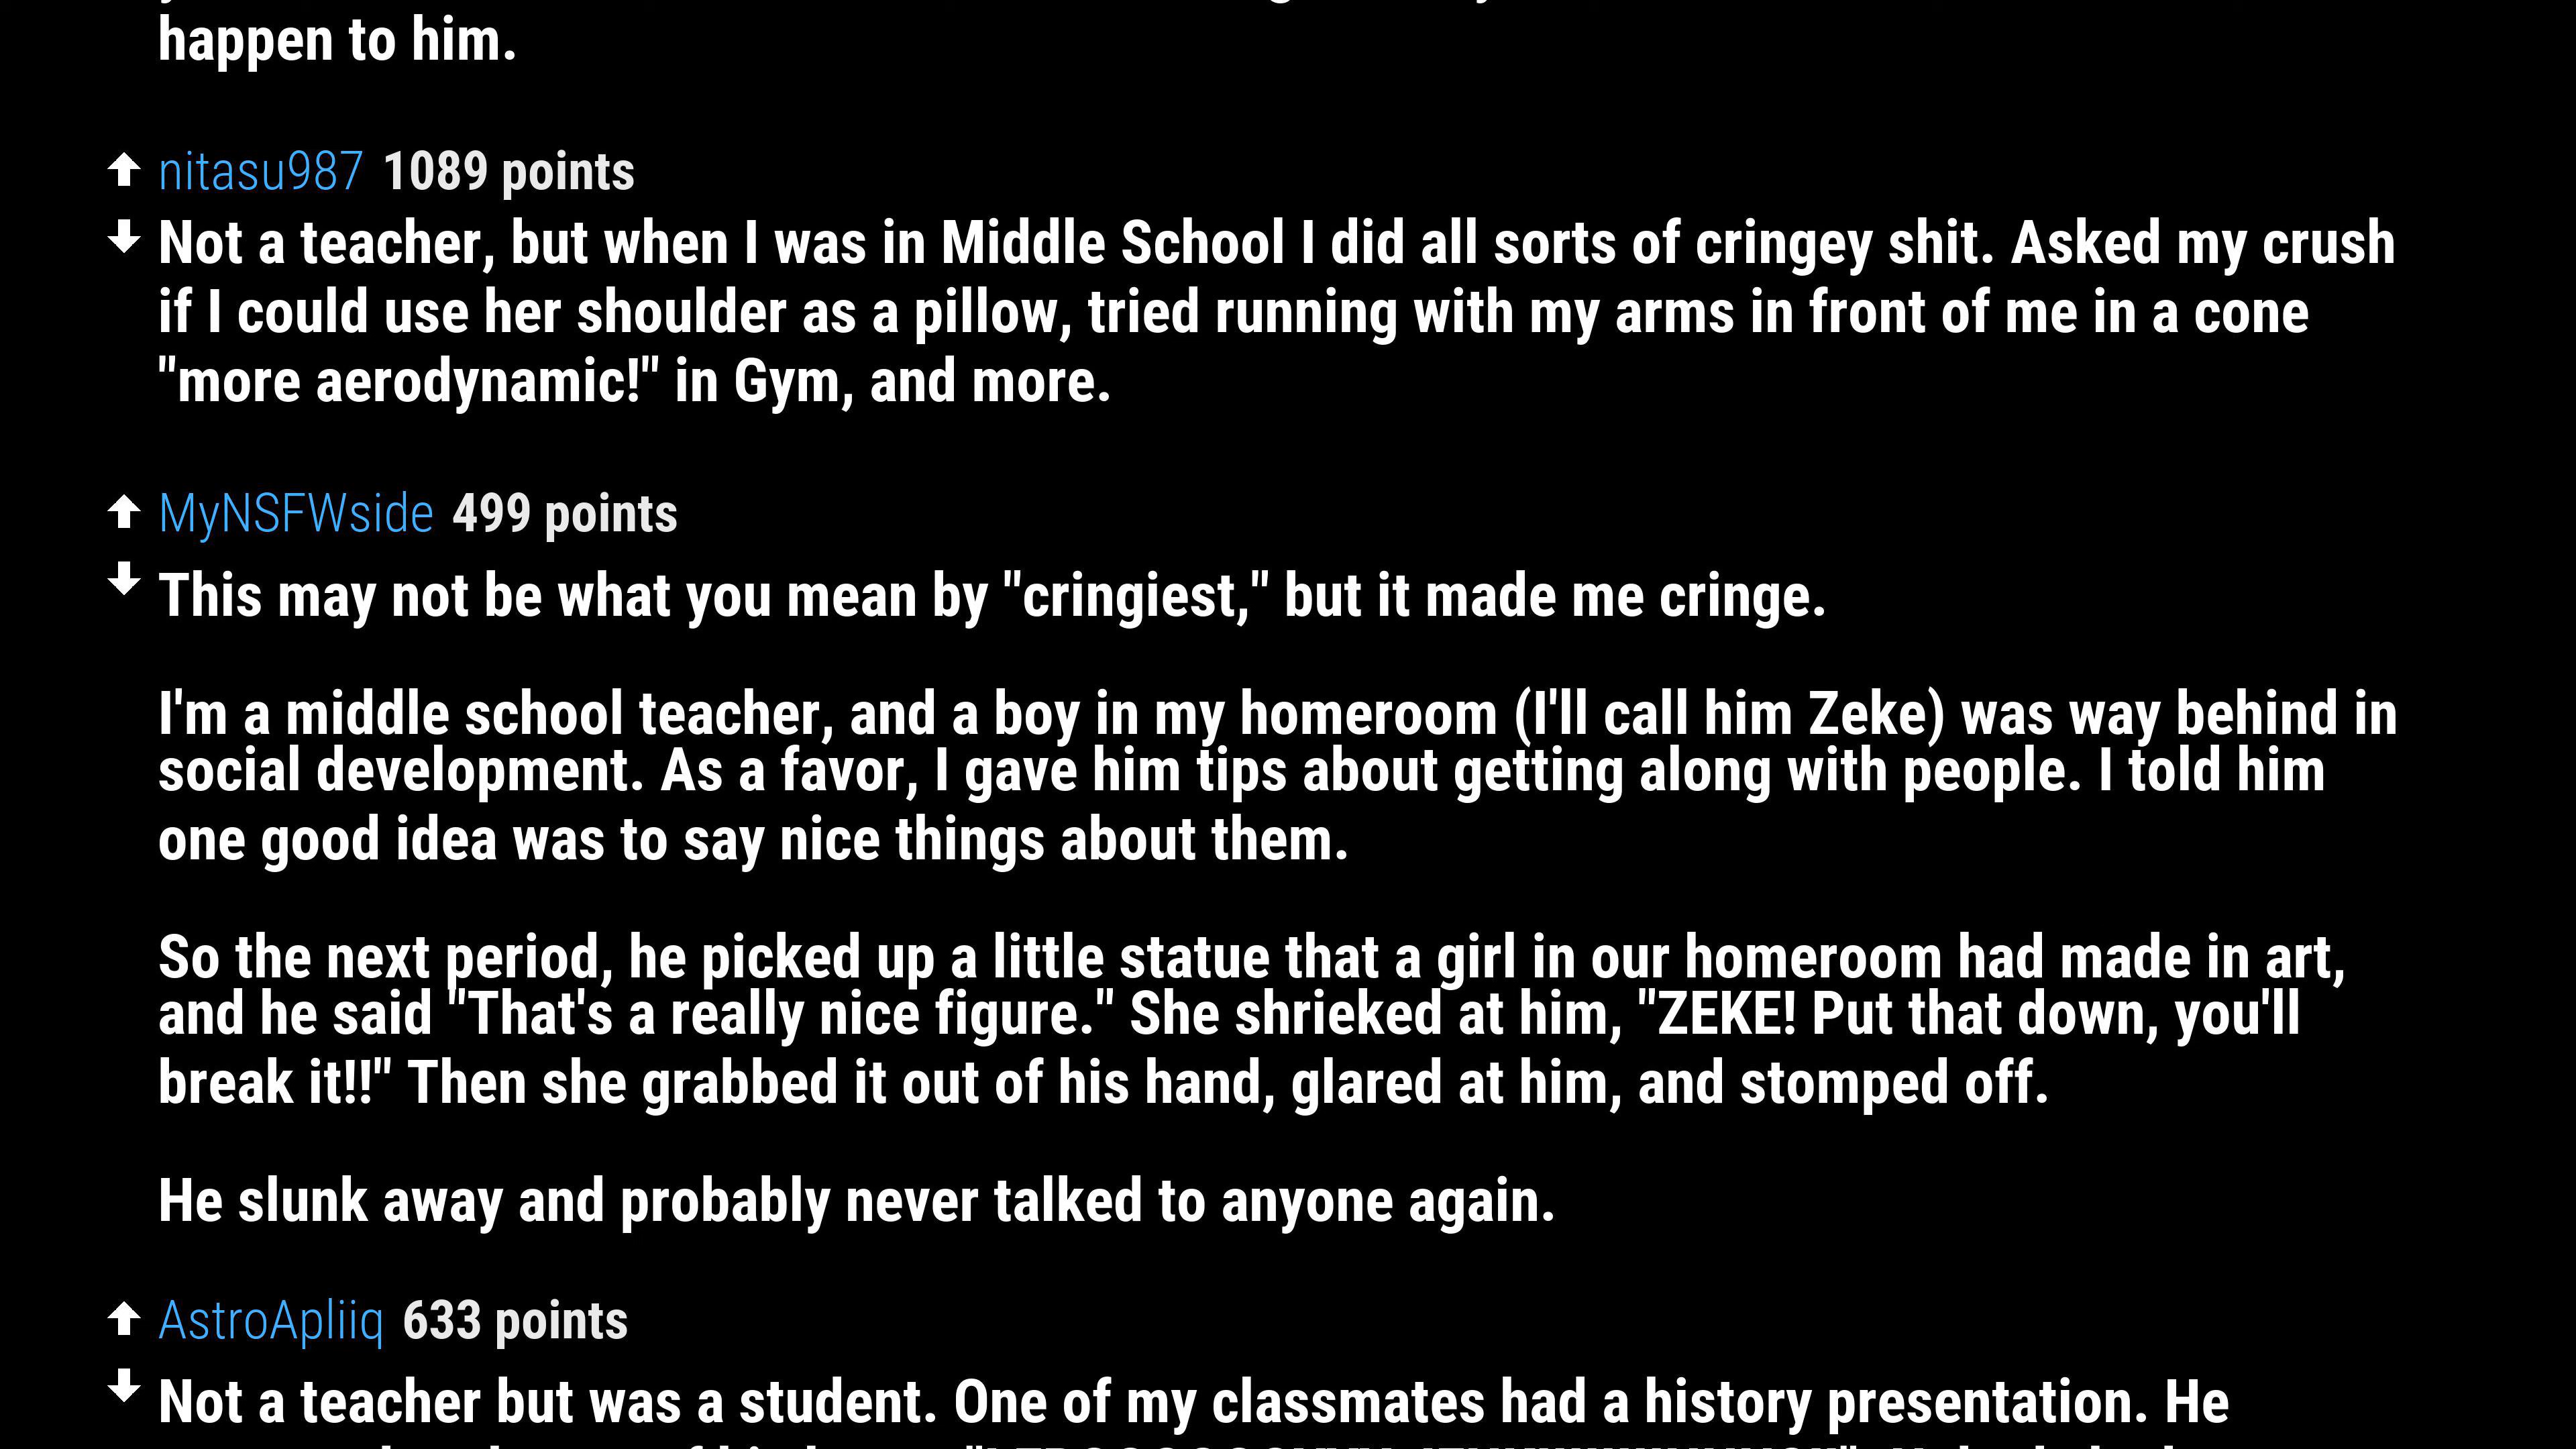 happen to him.
nitasu987 1089 points
Not a teacher, but when I was in Middle School I did all sorts of cringey shit. Asked my crush
if I could use her shoulder as a pillow, tried running with my arms in front of me in a cone
"more aerodynamic!" in Gym, and more.
MyNSFWside 499 points
This may not be what you mean by "cringiest," but it made me cringe.
I'm a middle school teacher, and a boy in my homeroom (I'll call him Zeke) was way behind in
social development. As a favor, I gave him tips about getting along with people. I told him
one good idea was to say nice things about them.
So the next period, he picked up a little statue that a girl in our homeroom had made in art,
and he said "That's a really nice figure." She shrieked at him, "ZEKE! Put that down, you'll
break it!!" Then she grabbed it out of his hand, glared at him, and stomped off.
He slunk away and probably never talked to anyone again.
AstroApliiq 633 points
Not a teacher but was a student. One of my classmates had a history presentation. He